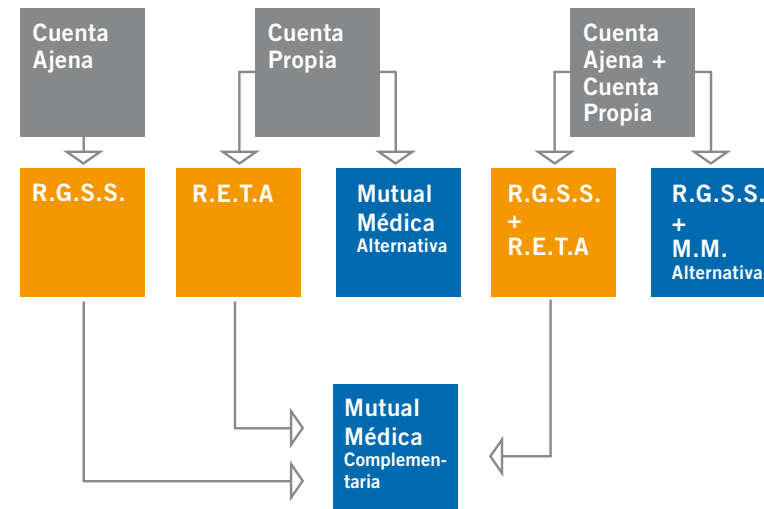 Cuenta
Ajena
Cuenta
Propia
Cuenta
Ajena +
Cuenta
Propia
R.G.S.S.
R.E.T.A
Mutual
Médica
Alternativa
R.G.S.S.
+
R.E.T.A
R.G.S.S.
+
M.M.
Alternativa
Mutual
Médica
Complemen-
taria